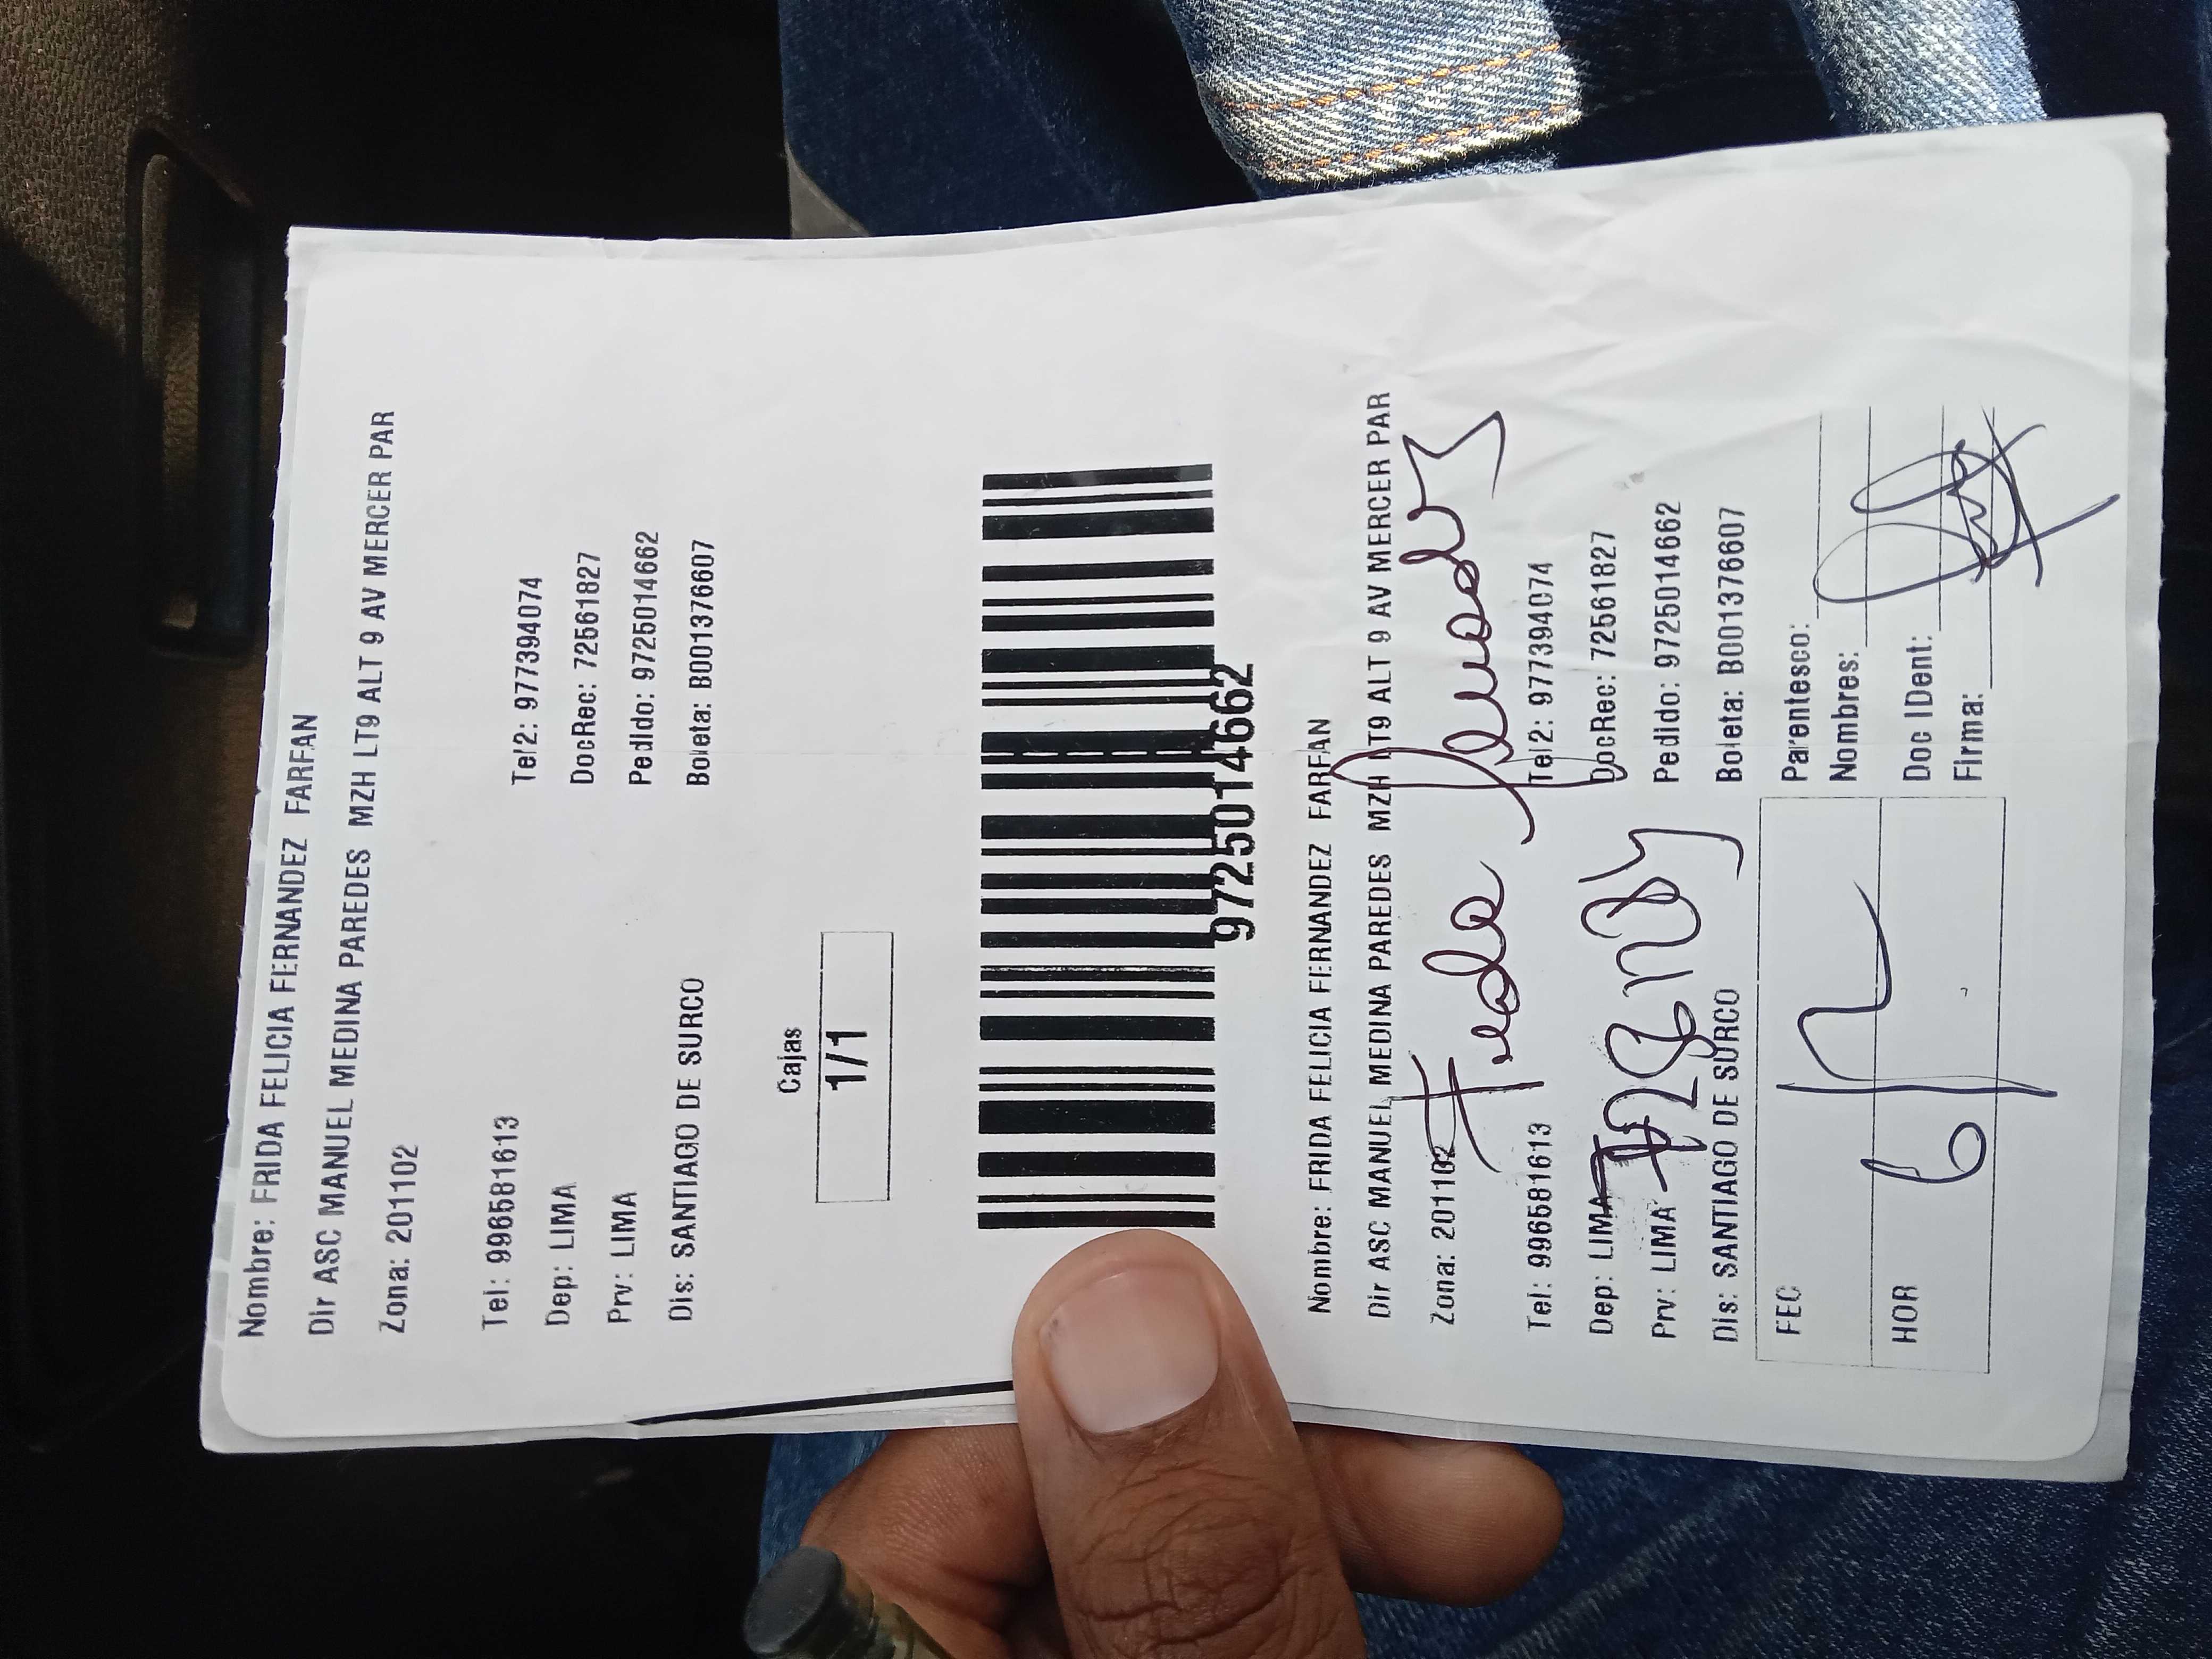 Nombre: FRIDA FELICIA FERNANDEZ FARFAN
Dir ASC MANUEL MEDINA PAREDES MZH LT9 ALT 9 AV MERCER PAR
Zona: 201102
Tel: 996581613 Tel2: 977394074
Dep: LIMA DocRec: 72561827
Prv: LIMA Pedido: 9725014662
Dis: SANTIAGO DE SURCO Boleta: B001376607
Cajas
1/1
9725014662
Nombre: FRIDA FELICIA FERNANDEZ FARFAN
Dir ASC MANUEL MEDINA PAREDES MZH LT9 ALT 9 AV MERCER PAR
Zona: 201102
Tel: 996581613 Tel2: 977394074
Dep: LIMA DocRec: 72561827
Prv: LIMA Pedido: 9725014662
Dis: SANTIAGO DE SURCO Boleta: B001376607
FEC Parentesco:
Nombres:
HOR Doc IDent:
Firma: